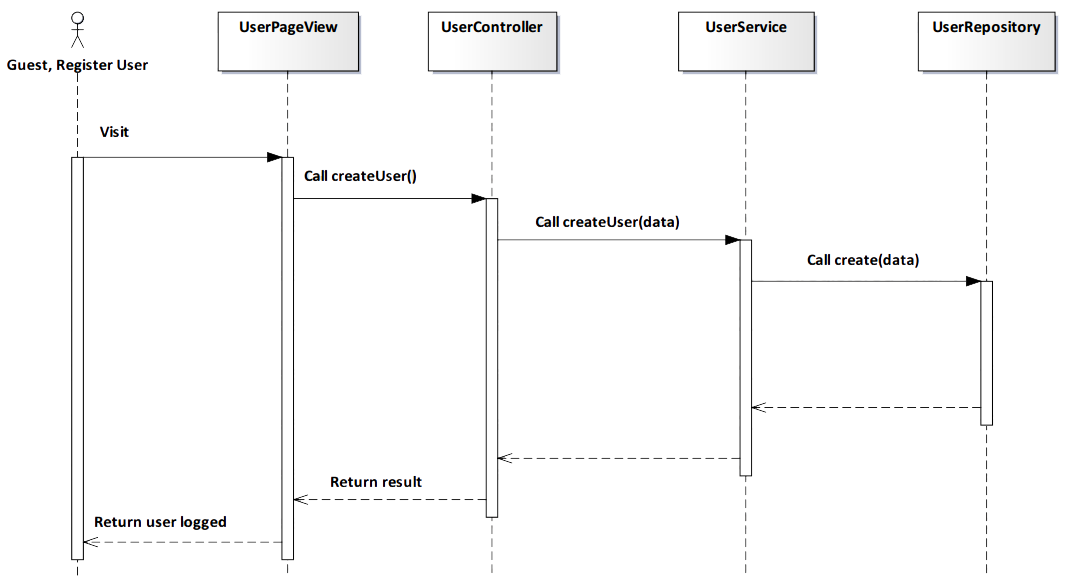 Guest, Register User
UserPageView
UserController
UserService
UserRepository
Visit
Call createUser()
Call createUser(data)
Call create(data)
Return result
Return user logged